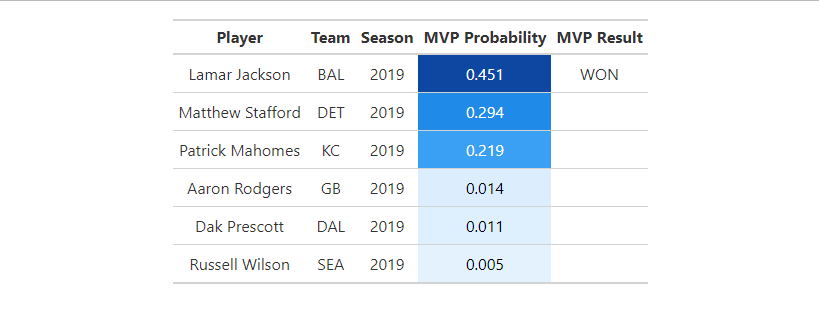 Player Team Season MVP Probability MVP Result
Lamar Jackson BAL 2019 0.451 WON
Matthew Stafford DET 2019 0.294
Patrick Mahomes KC 2019 0.219
Aaron Rodgers GB 2019 0.014
Dak Prescott DAL 2019 0.011
Russell Wilson SEA 2019 0.005